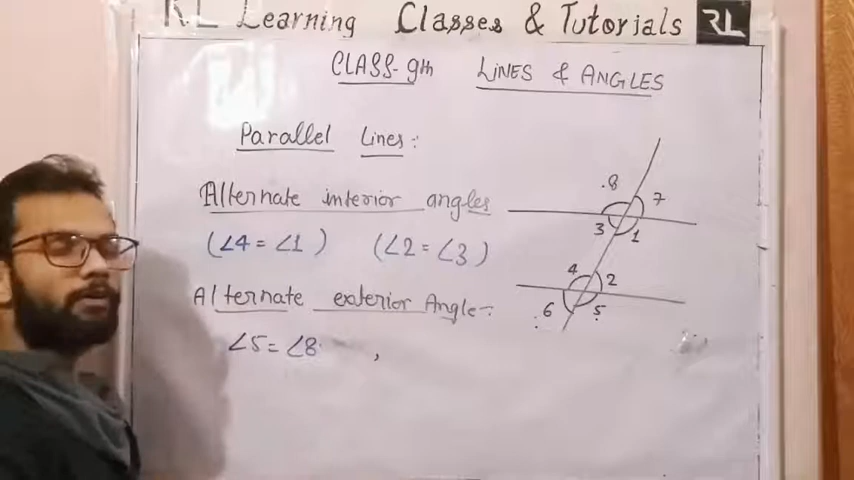 RL Learning Classes & Tutorials RL
CLASS-9th LINES & ANGLES
Parallel Lines:
Alternate interior angles
(∠4=∠1) (∠2=∠3)
Alternate exterior Angle:-
∠5=∠8 ,
8 7
3 1
4 2
6 5